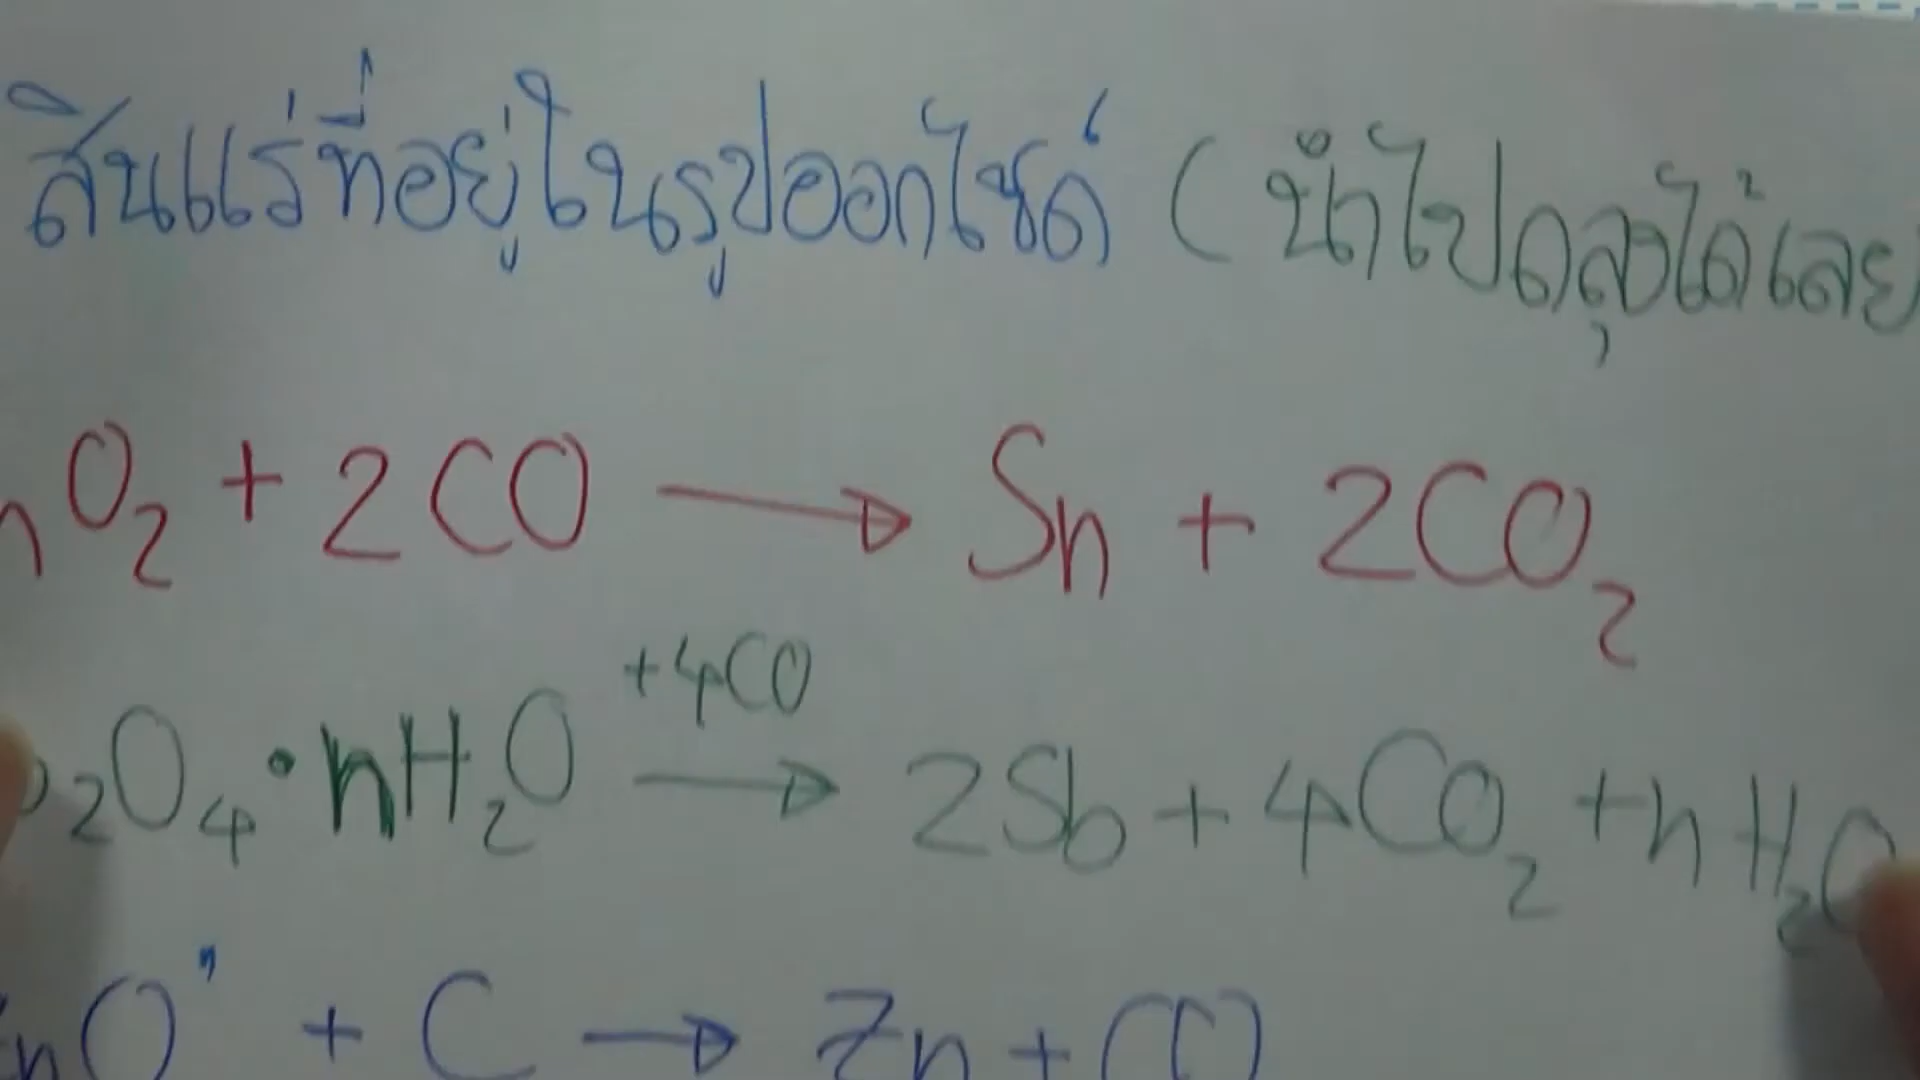 สินแร่ที่อยู่ในรูปออกไซด์ (นำไปถลุงได้เลย
nO₂ + 2CO → Sn + 2CO₂
+4CO
₂O₄·nH₂O → 2Sb + 4CO₂ + nH₂O
nO" + C → Zn + CO